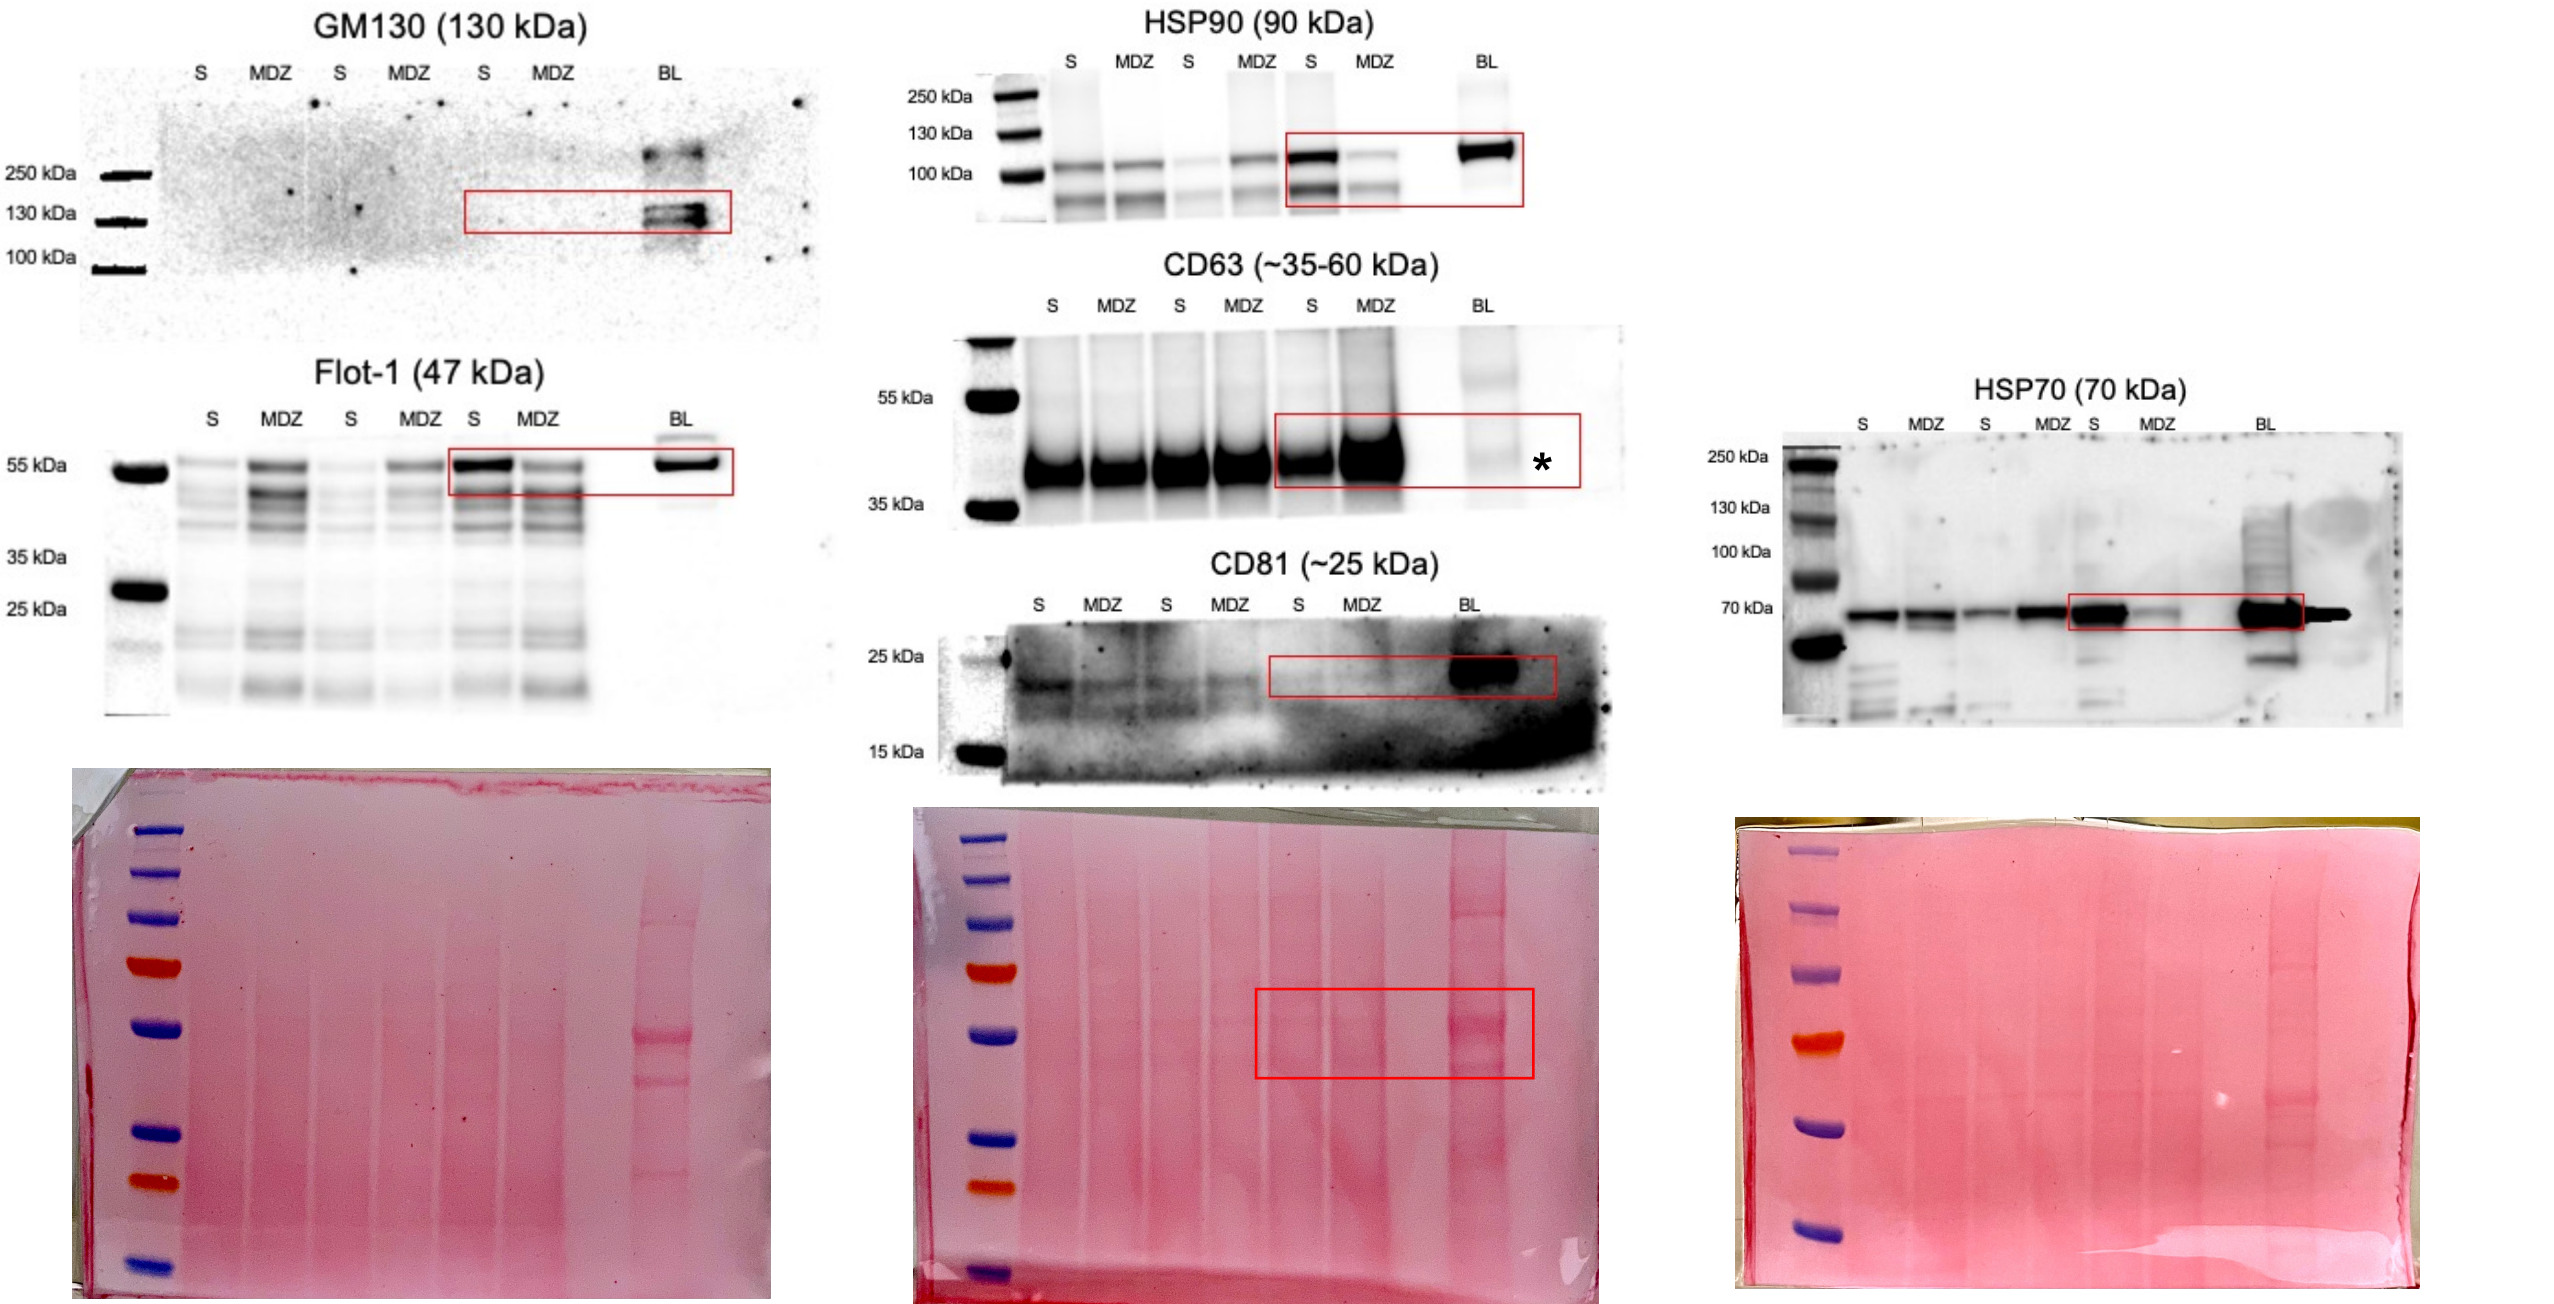 GM130 (130 kDa)
S MDZ S MDZ S MDZ BL
250 kDa
130 kDa
100 kDa
Flot-1 (47 kDa)
S MDZ S MDZ S MDZ BL
55 kDa
35 kDa
25 kDa
HSP90 (90 kDa)
S MDZ S MDZ S MDZ BL
250 kDa
130 kDa
100 kDa
CD63 (~35-60 kDa)
S MDZ S MDZ S MDZ BL
55 kDa
*
35 kDa
CD81 (~25 kDa)
S MDZ S MDZ S MDZ BL
25 kDa
15 kDa
HSP70 (70 kDa)
S MDZ S MDZ S MDZ BL
250 kDa
130 kDa
100 kDa
70 kDa